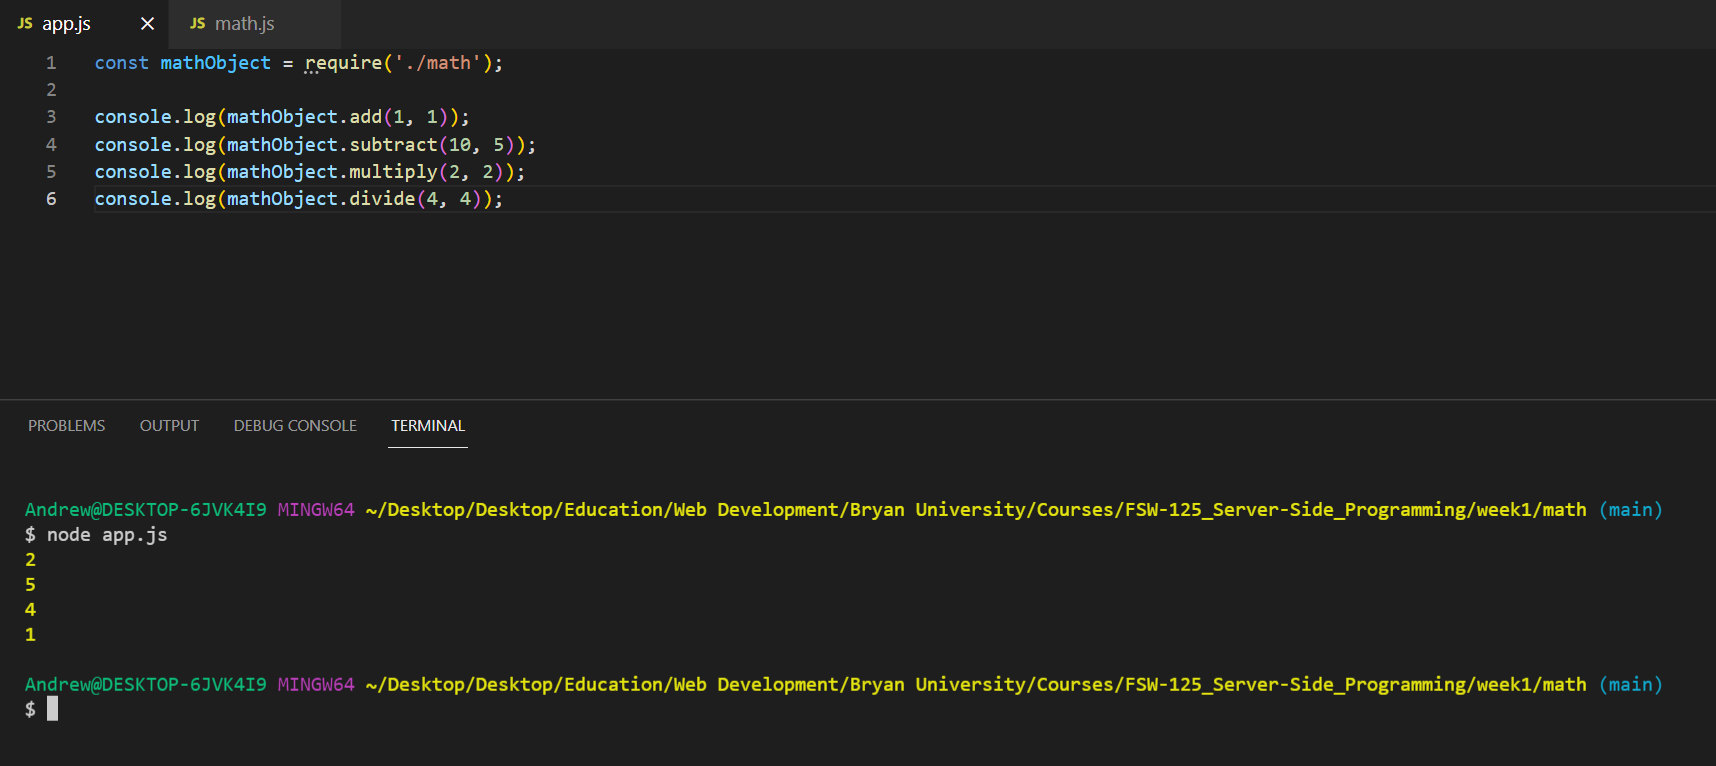 JS app.js × JS math.js
1 const mathObject = require('./math');
2
3 console.log(mathObject.add(1, 1));
4 console.log(mathObject.subtract(10, 5));
5 console.log(mathObject.multiply(2, 2));
6 console.log(mathObject.divide(4, 4));
PROBLEMS OUTPUT DEBUG CONSOLE TERMINAL
Andrew@DESKTOP-6JVK4I9 MINGW64 ~/Desktop/Desktop/Education/Web Development/Bryan University/Courses/FSW-125_Server-Side_Programming/week1/math (main)
$ node app.js
2
5
4
1
Andrew@DESKTOP-6JVK4I9 MINGW64 ~/Desktop/Desktop/Education/Web Development/Bryan University/Courses/FSW-125_Server-Side_Programming/week1/math (main)
$